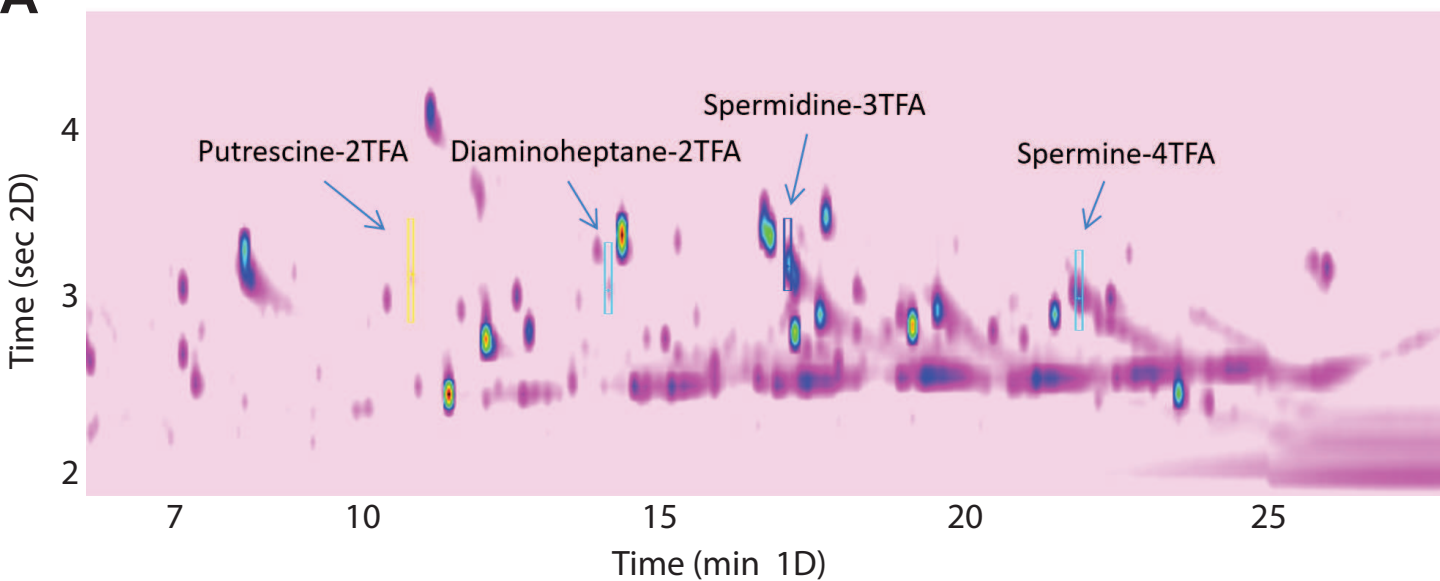 A
Spermidine-3TFA
Putrescine-2TFA
Diaminoheptane-2TFA
Spermine-4TFA
Time (sec 2D)
4
3
2
7
10
15
20
25
Time (min 1D)